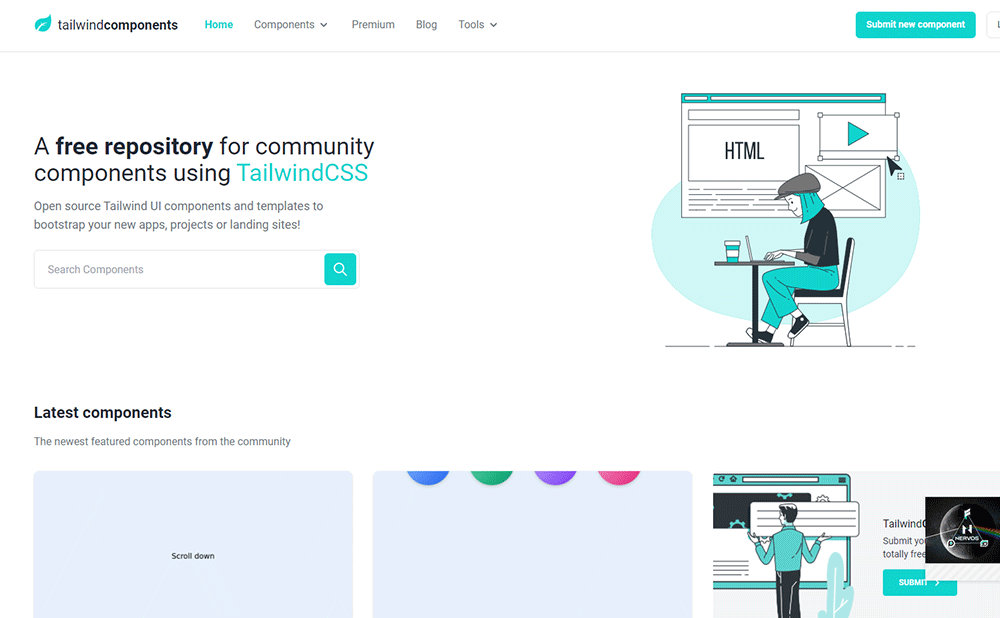 tailwindcomponents
Home
Components
Premium
Blog
Tools
Submit new component
A free repository for community
components using TailwindCSS
Open source Tailwind UI components and templates to
bootstrap your new apps, projects or landing sites!
Search Components
HTML
Latest components
The newest featured components from the community
Scroll down
Submit
totally free
SUBMIT
NERVOS